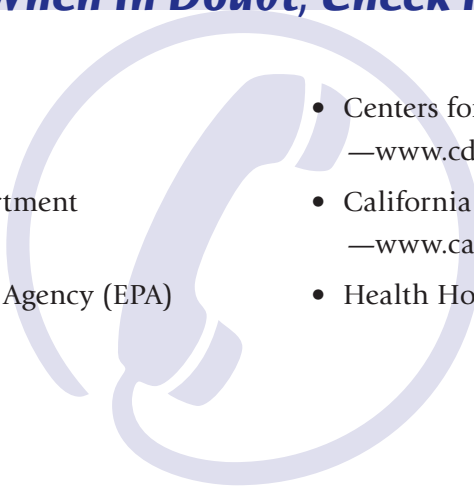 When In Doubt, Check
rtment
Agency (EPA)
• Centers fo
—www.cd
• California
—www.ca
• Health Ho